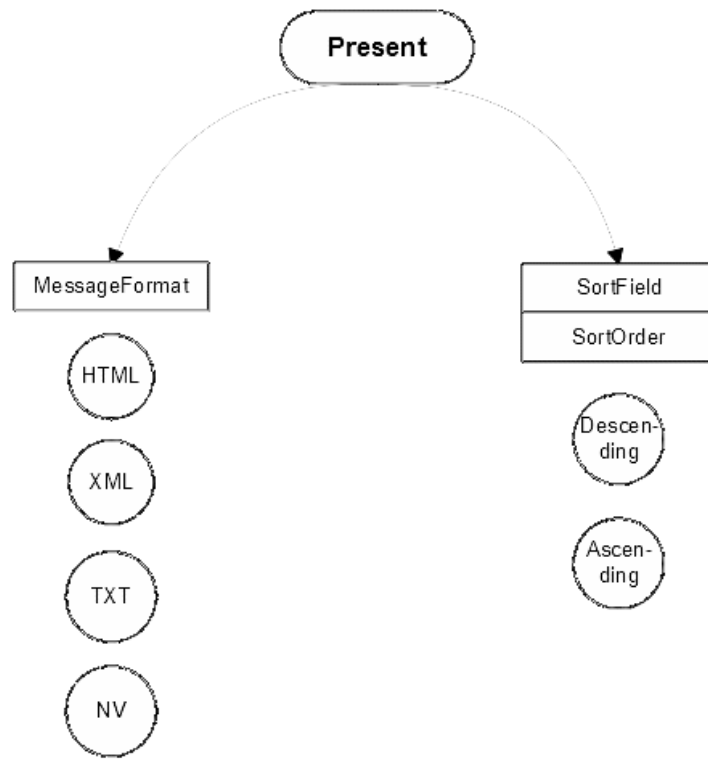 Present
MessageFormat
HTML
XML
TXT
NV
SortField
SortOrder
Descen-
ding
Ascen-
ding